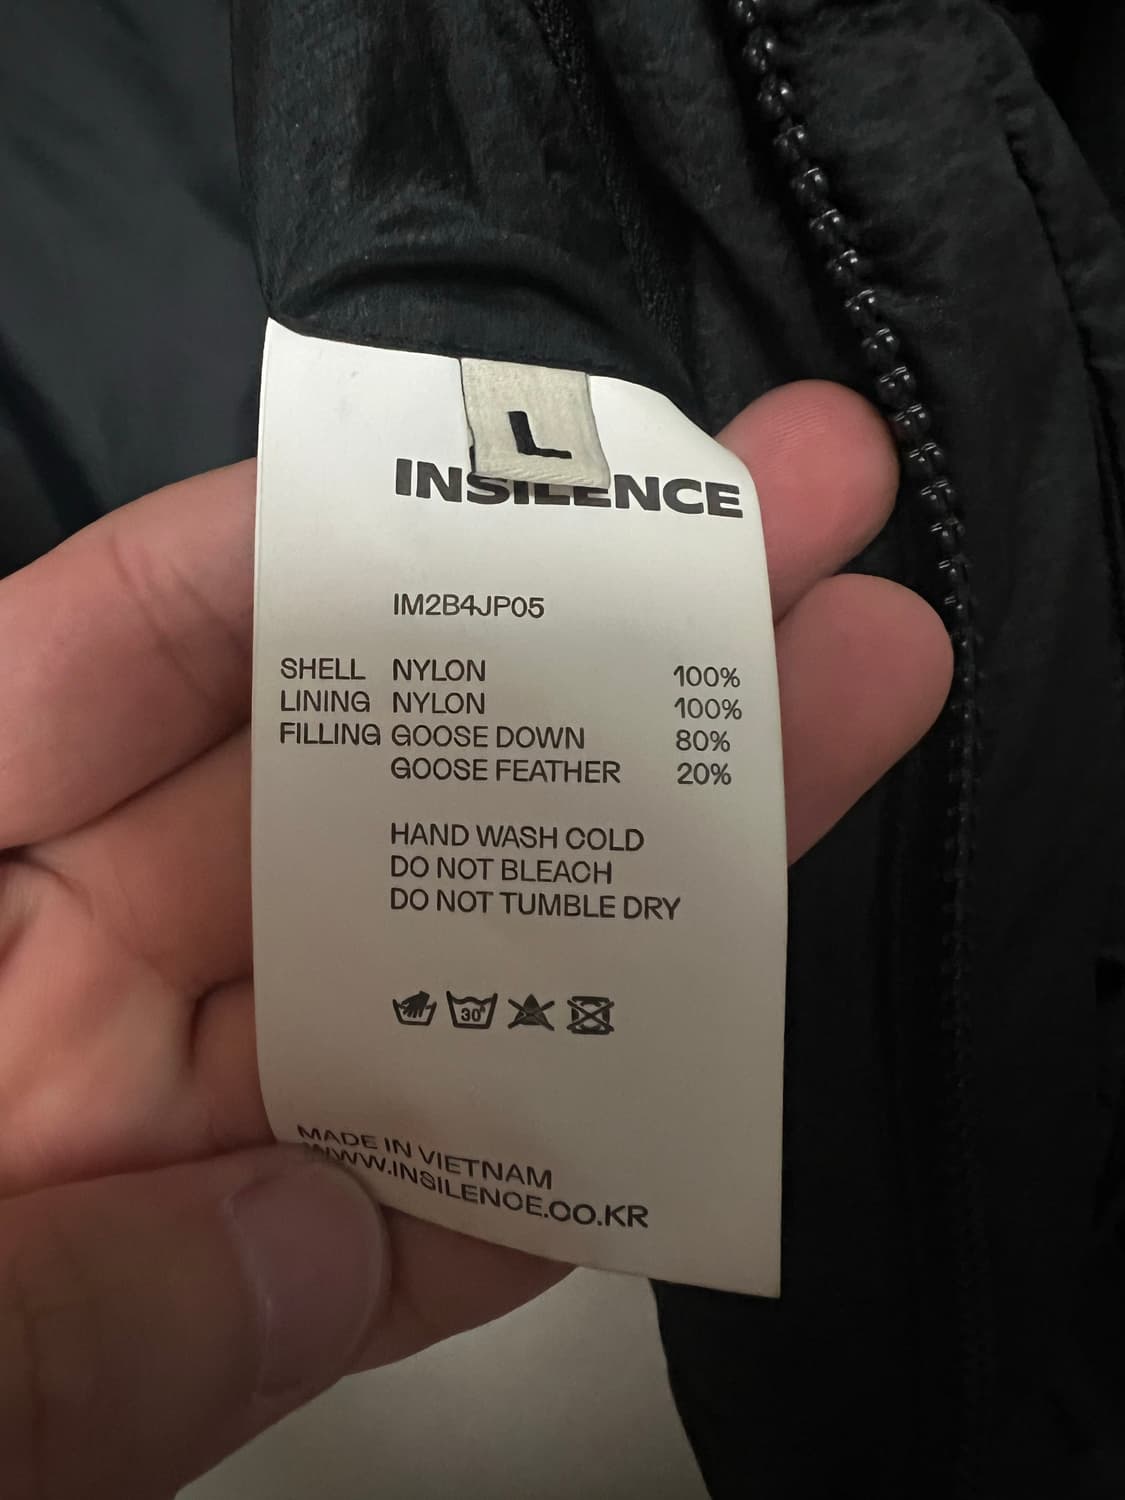 L
INSILENCE
IM2B4JP05
SHELL NYLON 100%
LINING NYLON 100%
FILLING GOOSE DOWN 80%
GOOSE FEATHER 20%
HAND WASH COLD
DO NOT BLEACH
DO NOT TUMBLE DRY
30°
MADE IN VIETNAM
WWW.INSILENCE.CO.KR